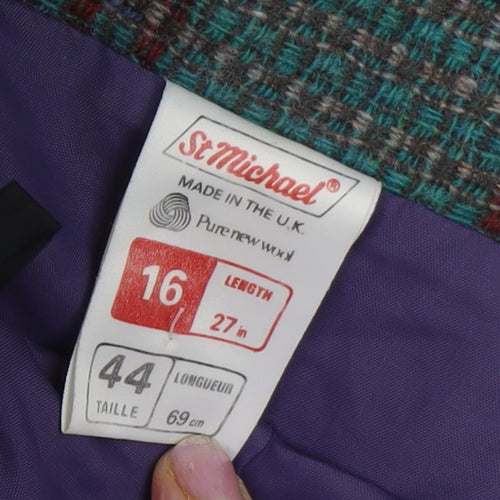 St Michael®
MADE IN THE U.K.
Pure new wool
16 LENGTH
27 in
44 LONGUEUR
TAILLE 69 cm